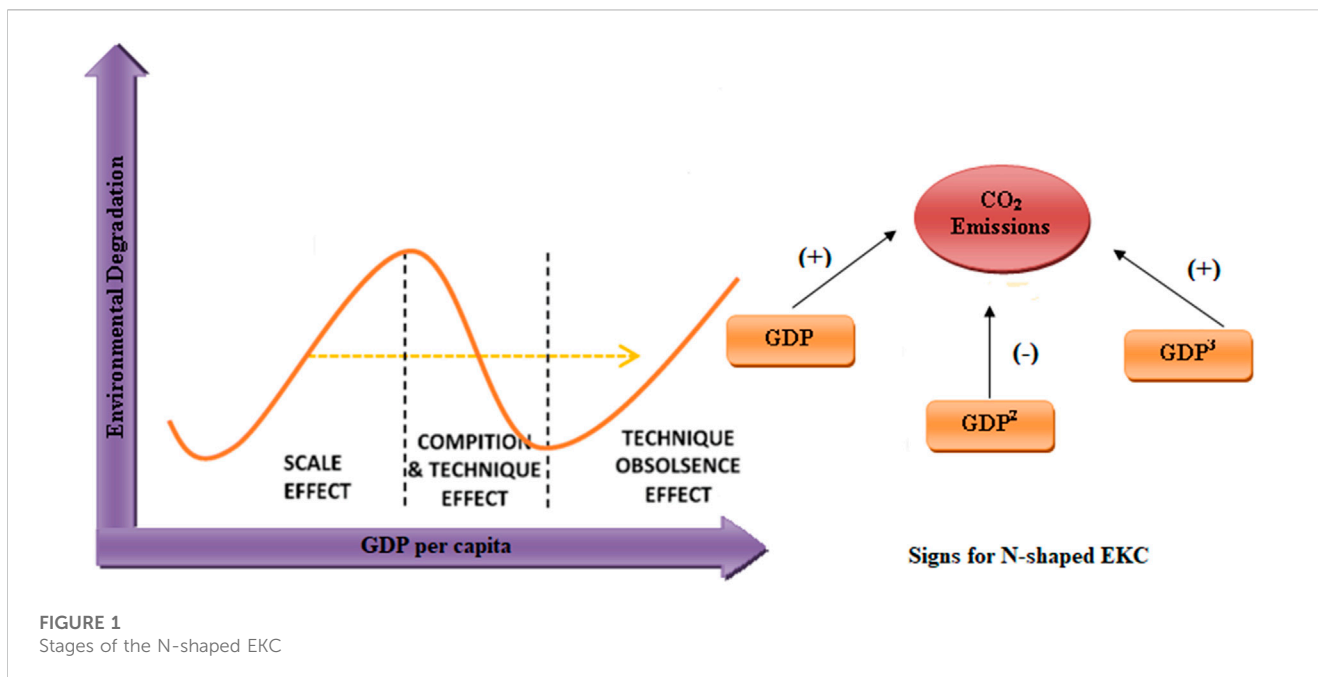 Environmental Degradation
SCALE
EFFECT
COMPITION
& TECHNIQUE
EFFECT
TECHNIQUE
OBSOLSENCE
EFFECT
GDP per capita
CO₂
Emissions
(+)
(-)
(+)
GDP
GDP²
GDP³
Signs for N-shaped EKC
FIGURE 1
Stages of the N-shaped EKC